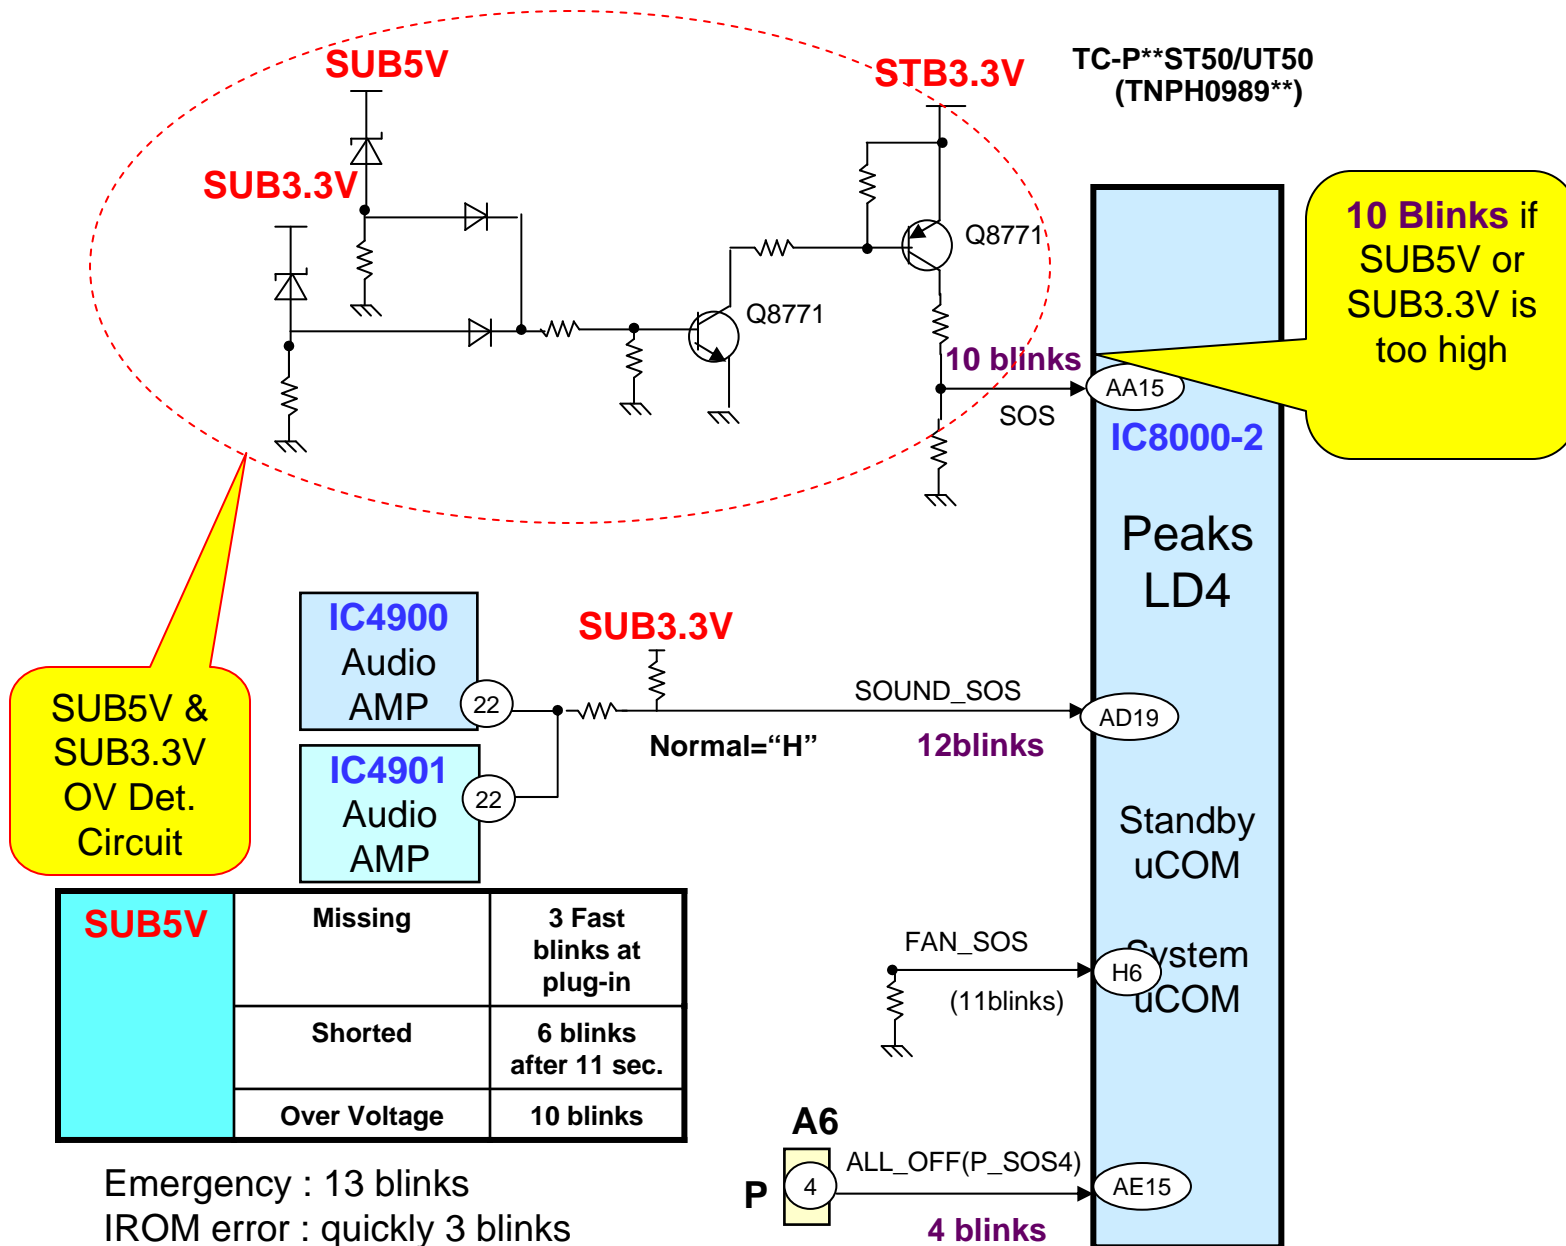 TC-P**ST50/UT50
(TNPH0989**)
SUB5V
STB3.3V
SUB3.3V
Q8771
Q8771
10 blinks
SOS
AA15
10 Blinks if
SUB5V or
SUB3.3V is
too high
IC8000-2
Peaks
LD4
SUB5V &
SUB3.3V
OV Det.
Circuit
IC4900
Audio
AMP
22
IC4901
Audio
AMP
22
SUB3.3V
SOUND_SOS
Normal="H"
12blinks
AD19
Standby
uCOM
System
uCOM
FAN_SOS
(11blinks)
H6
SUB5V
Missing
3 Fast
blinks at
plug-in
Shorted
6 blinks
after 11 sec.
Over Voltage
10 blinks
A6
P
4
ALL_OFF(P_SOS4)
AE15
4 blinks
Emergency : 13 blinks
IROM error : quickly 3 blinks